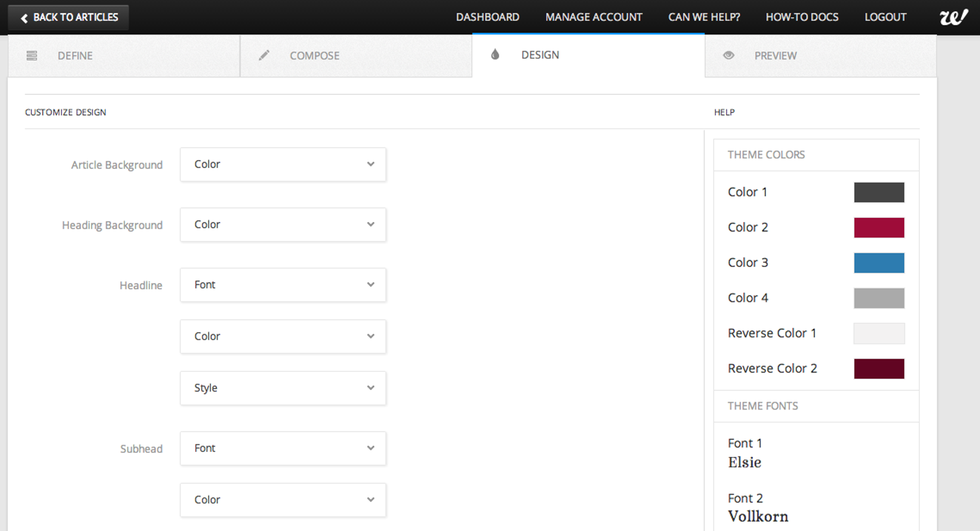 BACK TO ARTICLES
DASHBOARD MANAGE ACCOUNT CAN WE HELP? HOW-TO DOCS LOGOUT
DEFINE COMPOSE DESIGN PREVIEW
CUSTOMIZE DESIGN
Article Background Color
Heading Background Color
Headline Font
Color
Style
Subhead Font
Color
HELP
THEME COLORS
Color 1
Color 2
Color 3
Color 4
Reverse Color 1
Reverse Color 2
THEME FONTS
Font 1
Elsie
Font 2
Vollkorn